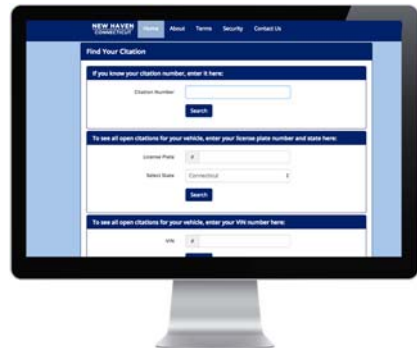 NEW HAVEN
CONNECTICUT
Home About Terms Security Contact Us
Find Your Citation
If you know your citation number, enter it here:
Citation Number
Search
To see all open citations for your vehicle, enter your license plate number and state here:
License Plate #
Select State Connecticut
Search
To see all open citations for your vehicle, enter your VIN number here:
VIN #